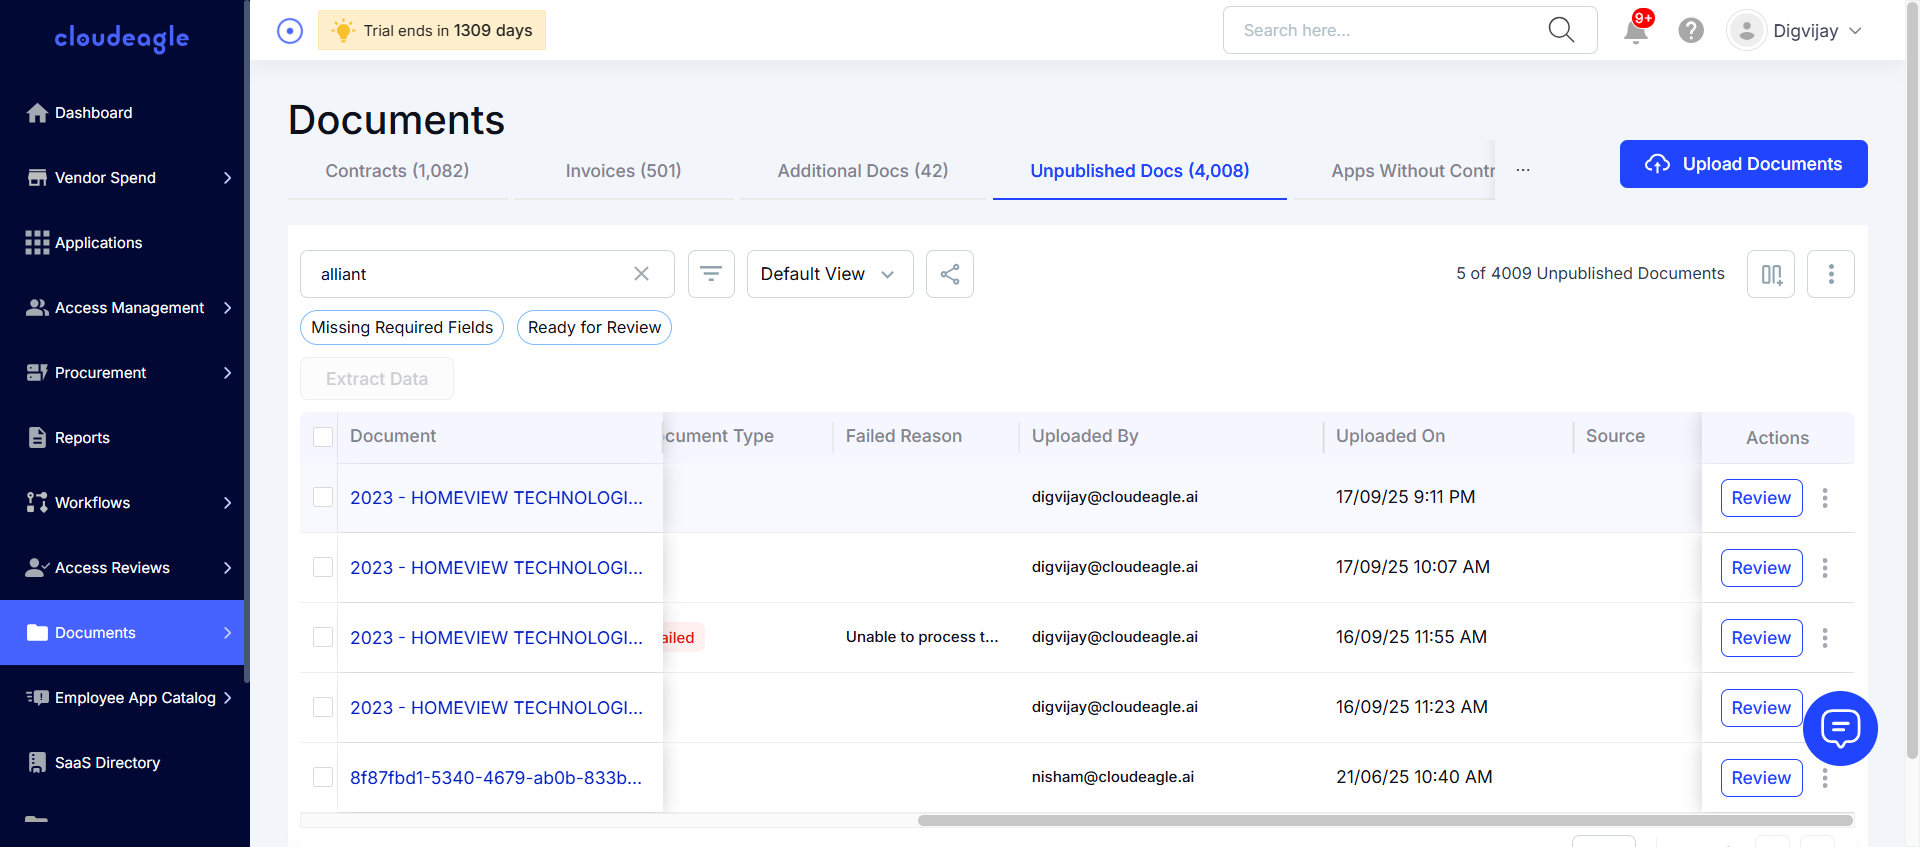 cloudeagle
Trial ends in 1309 days
Search here...
9+
Digvijay
Dashboard
Vendor Spend
Applications
Access Management
Procurement
Reports
Workflows
Access Reviews
Documents
Employee App Catalog
SaaS Directory
Documents
Contracts (1,082)
Invoices (501)
Additional Docs (42)
Unpublished Docs (4,008)
Apps Without Contr
...
Upload Documents
alliant
Default View
5 of 4009 Unpublished Documents
Missing Required Fields
Ready for Review
Extract Data
Document
cument Type
Failed Reason
Uploaded By
Uploaded On
Source
Actions
2023 - HOMEVIEW TECHNOLOGI...
digvijay@cloudeagle.ai
17/09/25 9:11 PM
Review
2023 - HOMEVIEW TECHNOLOGI...
digvijay@cloudeagle.ai
17/09/25 10:07 AM
Review
2023 - HOMEVIEW TECHNOLOGI...
ailed
Unable to process t...
digvijay@cloudeagle.ai
16/09/25 11:55 AM
Review
2023 - HOMEVIEW TECHNOLOGI...
digvijay@cloudeagle.ai
16/09/25 11:23 AM
Review
8f87fbd1-5340-4679-ab0b-833b...
nisham@cloudeagle.ai
21/06/25 10:40 AM
Review